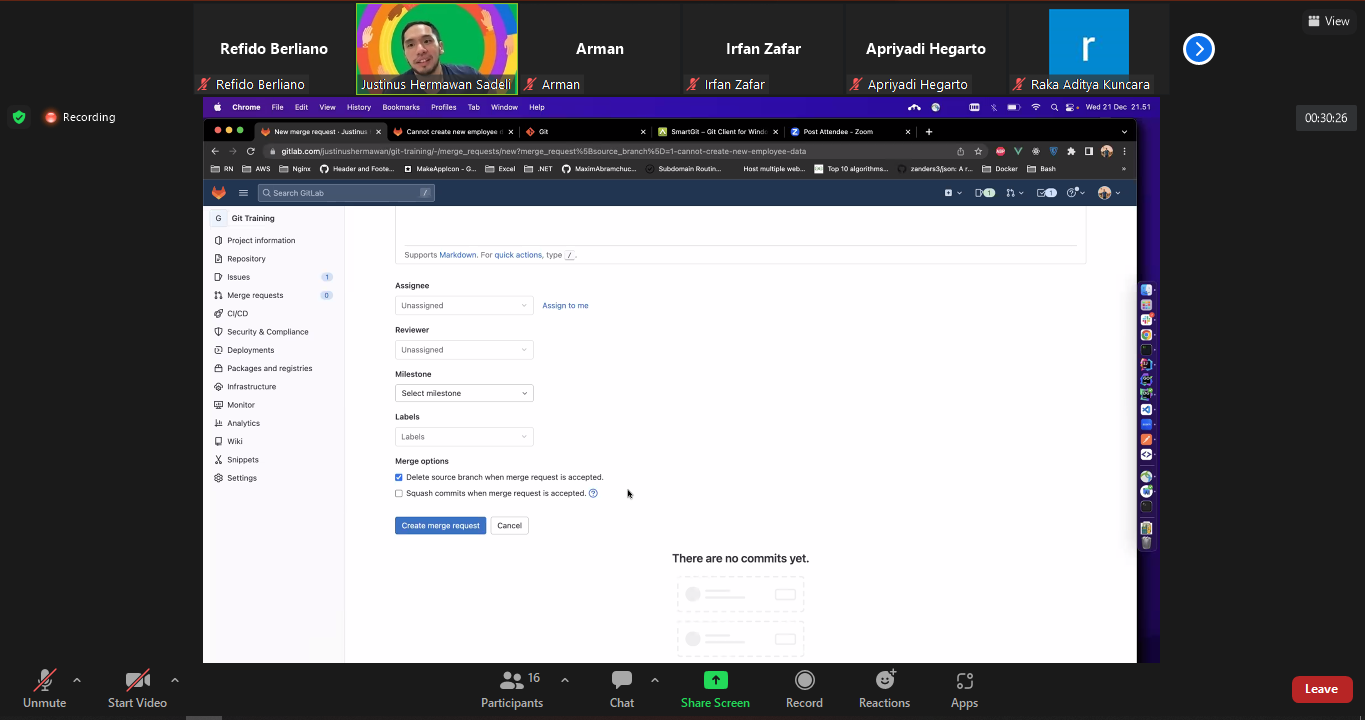 Refido Berliano
Refido Berliano
Justinus Hermawan Sadeli
Arman
Arman
Irfan Zafar
Irfan Zafar
Apriyadi Hegarto
Apriyadi Hegarto
r
Raka Aditya Kuncara
View
Recording
00:30:26
Chrome File Edit View History Bookmarks Profiles Tab Window Help
Wed 21 Dec 21.51
New merge request · Justinus
Cannot create new employee d
Git
SmartGit – Git Client for Wind
Post Attendee - Zoom
gitlab.com/justinushermawan/git-training/-/merge_requests/new?merge_request%5Bsource_branch%5D=1-cannot-create-new-employee-data
RN AWS Nginx Header and Foote... MakeAppIcon – G... Excel .NET MaximAbramchuc... Subdomain Routin... Host multiple web... Top 10 algorithms... zanders3/json: A r... Docker Bash »
Search GitLab /
1
1
G Git Training
Project information
Repository
Issues 1
Merge requests 0
CI/CD
Security & Compliance
Deployments
Packages and registries
Infrastructure
Monitor
Analytics
Wiki
Snippets
Settings
Supports Markdown. For quick actions, type / .
Assignee
Unassigned Assign to me
Reviewer
Unassigned
Milestone
Select milestone
Labels
Labels
Merge options
Delete source branch when merge request is accepted.
Squash commits when merge request is accepted. ?
Create merge request Cancel
There are no commits yet.
Unmute
Start Video
16
Participants
Chat
Share Screen
Record
Reactions
Apps
Leave